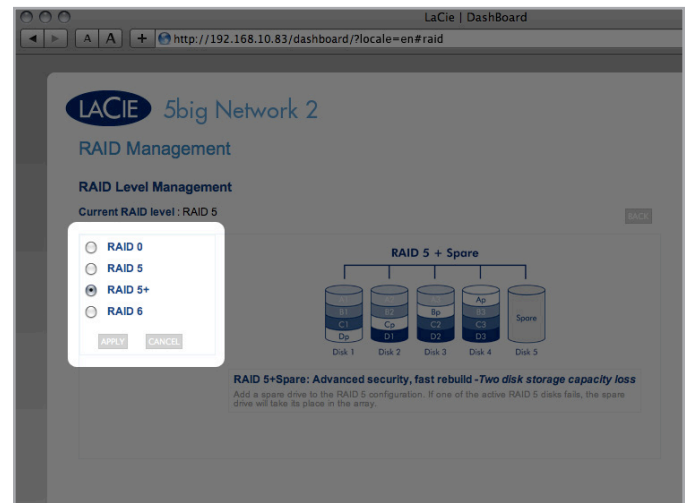 LaCie | DashBoard
A A + http://192.168.10.83/dashboard/?locale=en#raid
LACIE 5big Network 2
RAID Management
RAID Level Management
Current RAID level : RAID 5
BACK
RAID 0
RAID 5
RAID 5+
RAID 6
APPLY CANCEL
RAID 5 + Spare
A1 A2 A3 Ap
B1 B2 Bp B3
C1 Cp C2 C3
Dp D1 D2 D3
Spare
Disk 1 Disk 2 Disk 3 Disk 4 Disk 5
RAID 5+Spare: Advanced security, fast rebuild -Two disk storage capacity loss
Add a spare drive to the RAID 5 configuration. If one of the active RAID 5 disks fails, the spare
drive will take its place in the array.